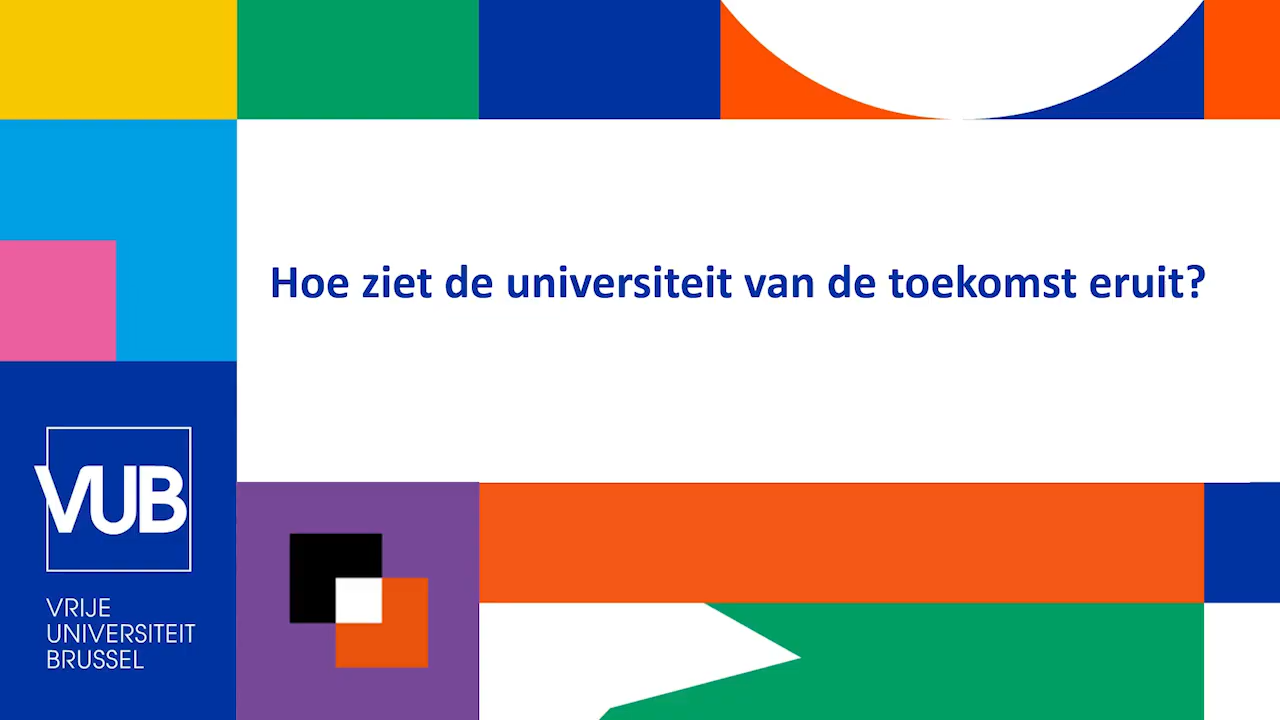 Hoe ziet de universiteit van de toekomst eruit?
VUB
VRIJE
UNIVERSITEIT
BRUSSEL